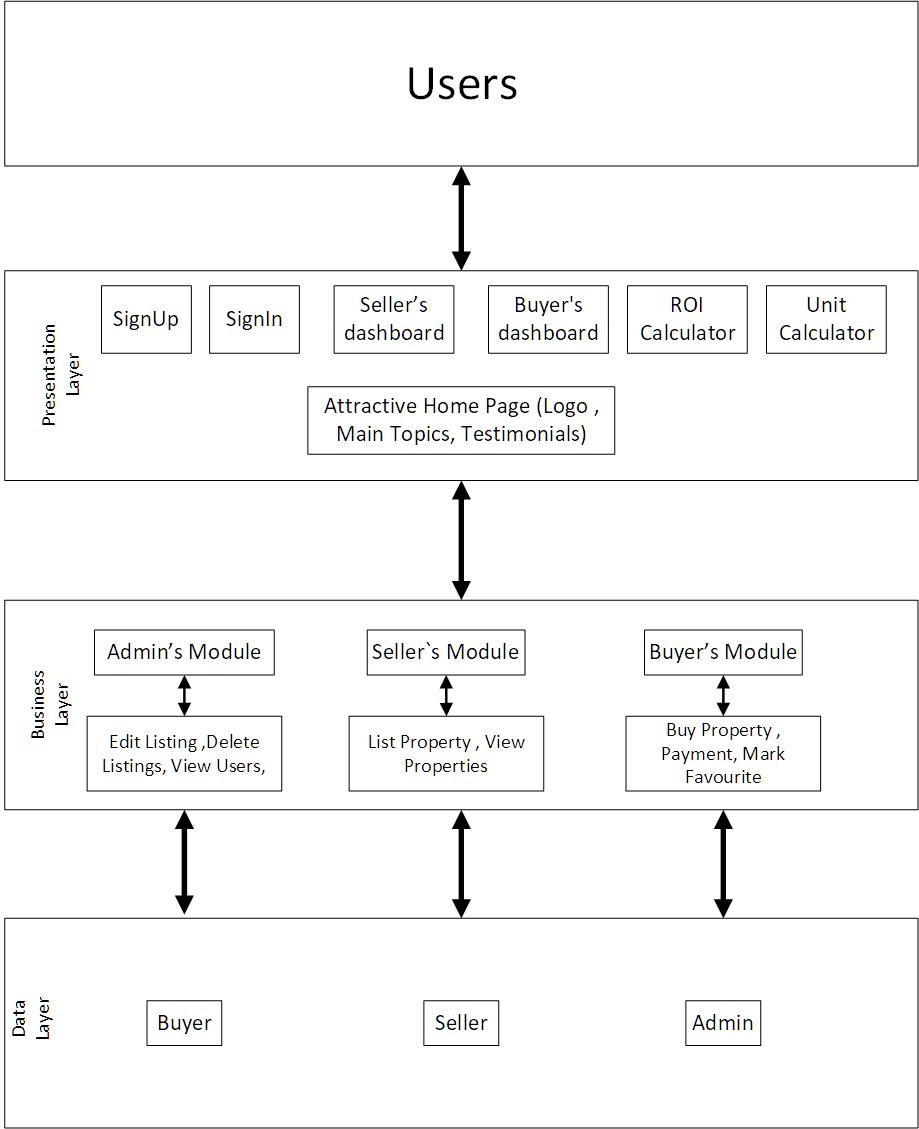 Users
Presentation
Layer
SignUp
SignIn
Seller’s
dashboard
Buyer's
dashboard
ROI
Calculator
Unit
Calculator
Attractive Home Page (Logo ,
Main Topics, Testimonials)
Business
Layer
Admin’s Module
Seller`s Module
Buyer’s Module
Edit Listing ,Delete
Listings, View Users,
List Property , View
Properties
Buy Property ,
Payment, Mark
Favourite
Data
Layer
Buyer
Seller
Admin